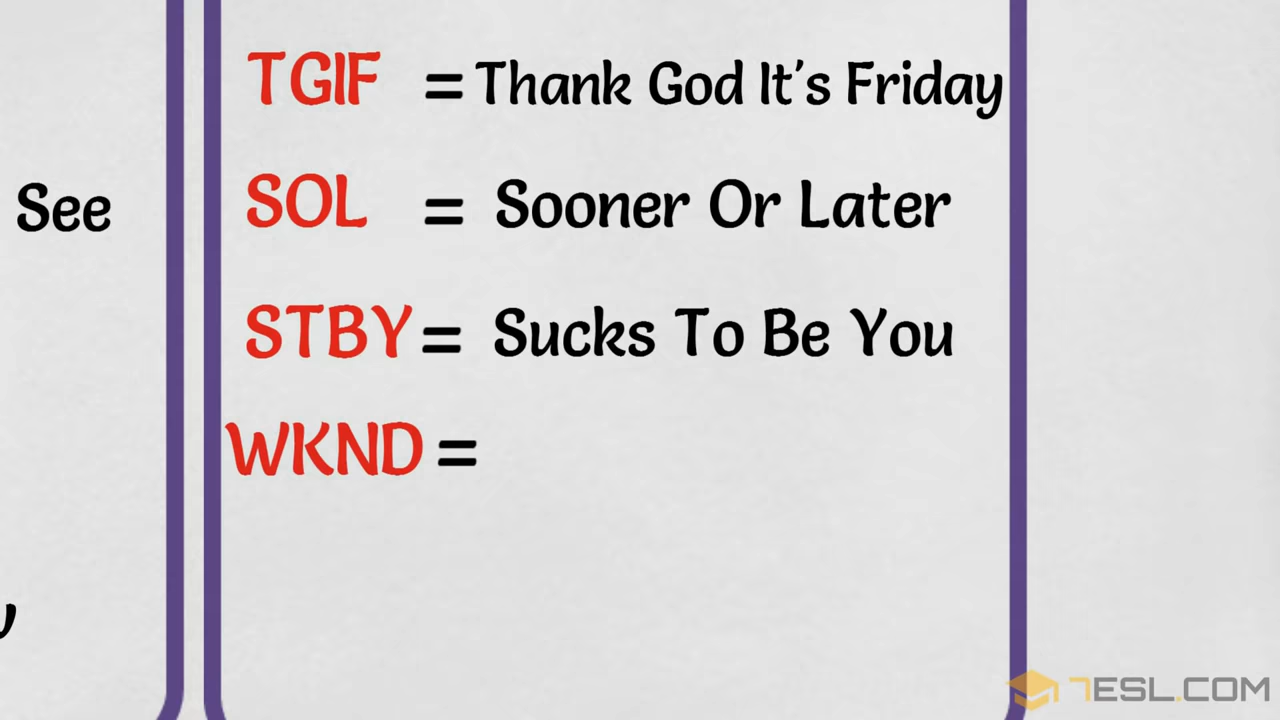 TGIF = Thank God It's Friday
See
SOL = Sooner Or Later
STBY = Sucks To Be You
WKND =
7ESL.COM